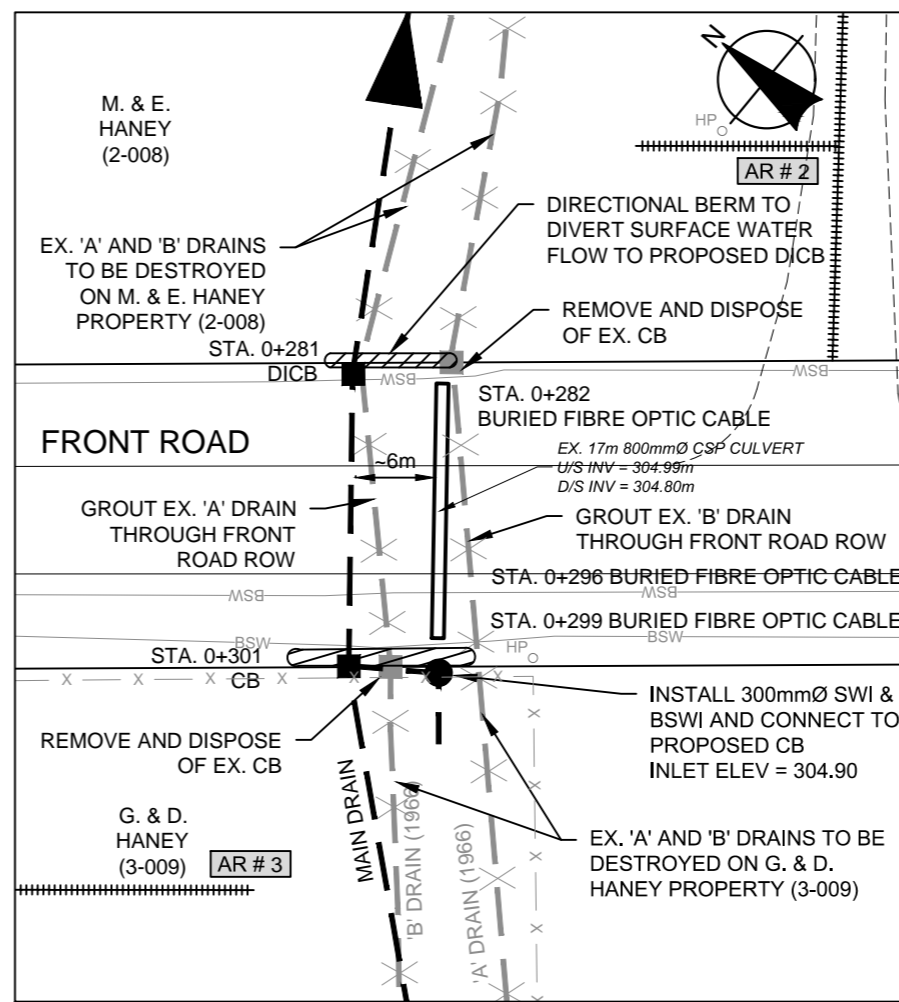 M. & E.
HANEY
(2-008)
N
HP
AR # 2
EX. 'A' AND 'B' DRAINS
TO BE DESTROYED
ON M. & E. HANEY
PROPERTY (2-008)
DIRECTIONAL BERM TO
DIVERT SURFACE WATER
FLOW TO PROPOSED DICB
REMOVE AND DISPOSE
OF EX. CB
STA. 0+281
DICB
BSW
BSW
STA. 0+282
BURIED FIBRE OPTIC CABLE
FRONT ROAD
EX. 17m 800mmØ CSP CULVERT
U/S INV = 304.99m
D/S INV = 304.80m
~6m
GROUT EX. 'A' DRAIN
THROUGH FRONT
ROAD ROW
GROUT EX. 'B' DRAIN
THROUGH FRONT ROAD ROW
STA. 0+296 BURIED FIBRE OPTIC CABLE
BSW
BSW
STA. 0+299 BURIED FIBRE OPTIC CABLE
BSW
BSW
HP
STA. 0+301
CB
INSTALL 300mmØ SWI &
BSWI AND CONNECT TO
PROPOSED CB
INLET ELEV = 304.90
REMOVE AND DISPOSE
OF EX. CB
G. & D.
HANEY
(3-009)
AR # 3
MAIN DRAIN
'B' DRAIN (1966)
'A' DRAIN (1966)
EX. 'A' AND 'B' DRAINS TO BE
DESTROYED ON G. & D.
HANEY PROPERTY (3-009)